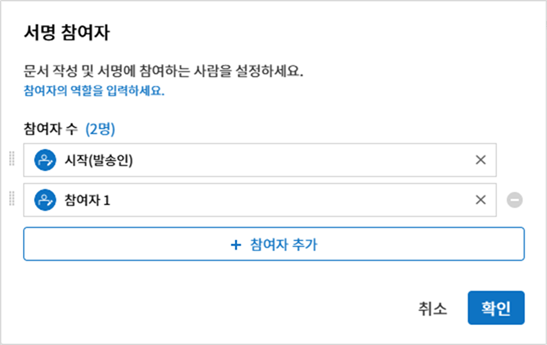 서명 참여자
문서 작성 및 서명에 참여하는 사람을 설정하세요.
참여자의 역할을 입력하세요.
참여자 수 (2명)
시작(발송인)
참여자 1
+ 참여자 추가
취소 확인